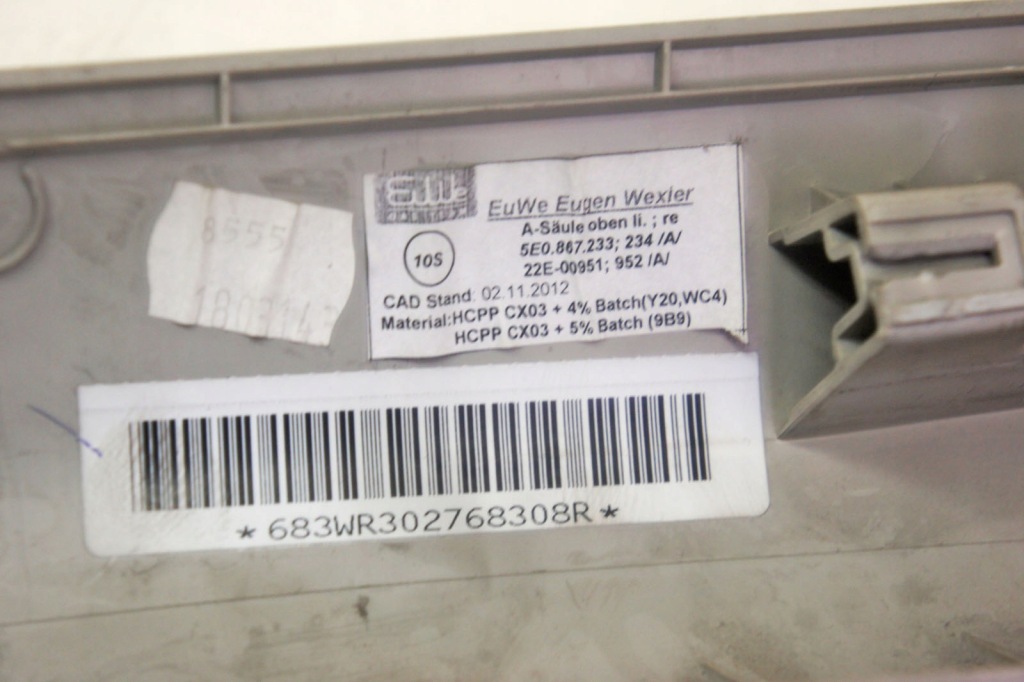 8555
EuWe Eugen Wexler
A-Säule oben li. ; re
5E0.867.233; 234 /A/
22E-00951; 952 /A/
10S
CAD Stand: 02.11.2012
Material:HCPP CX03 + 4% Batch(Y20,WC4)
HCPP CX03 + 5% Batch (9B9)
*683WR302768308R*